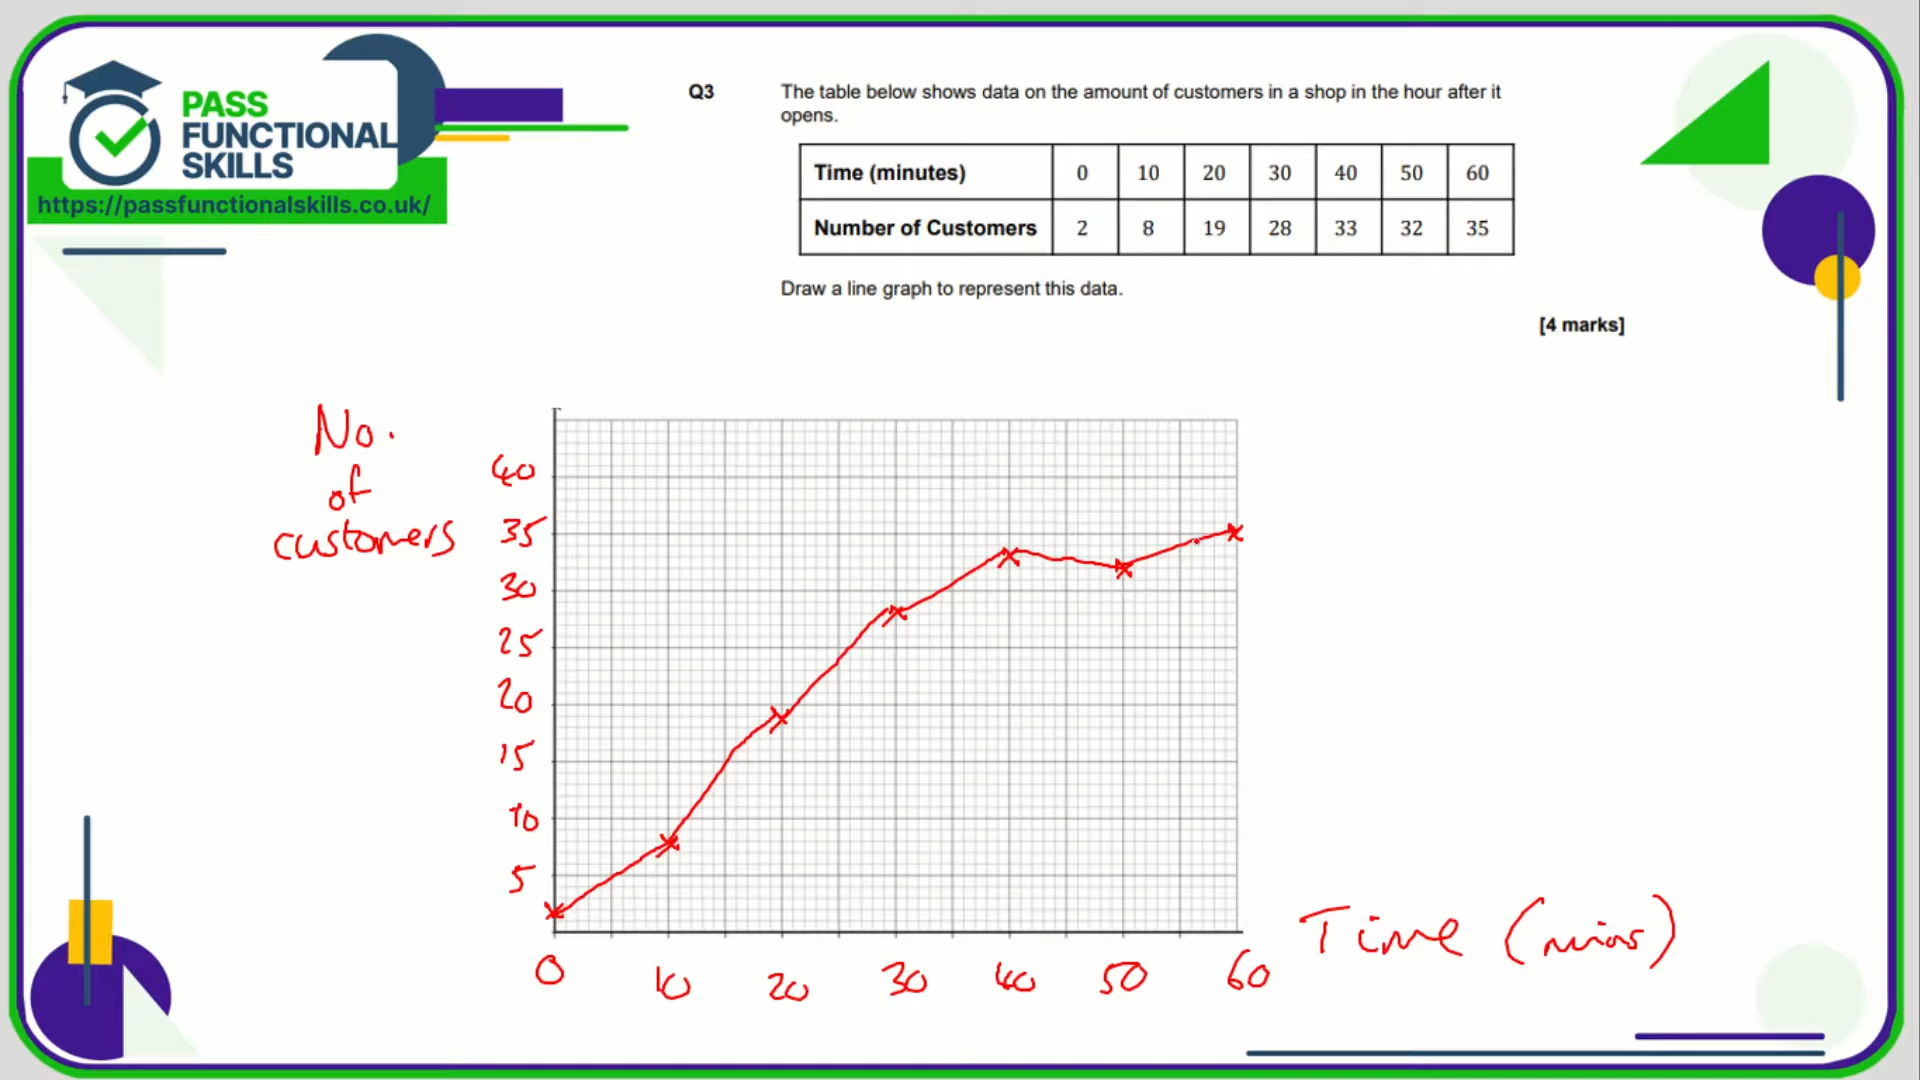 PASS
FUNCTIONAL
SKILLS
https://passfunctionalskills.co.uk/
Q3 The table below shows data on the amount of customers in a shop in the hour after it
opens.
Time (minutes) 0 10 20 30 40 50 60
Number of Customers 2 8 19 28 33 32 35
Draw a line graph to represent this data.
[4 marks]
No.
of
customers
40
35
30
25
20
15
10
5
0 10 20 30 40 50 60
Time (mins)